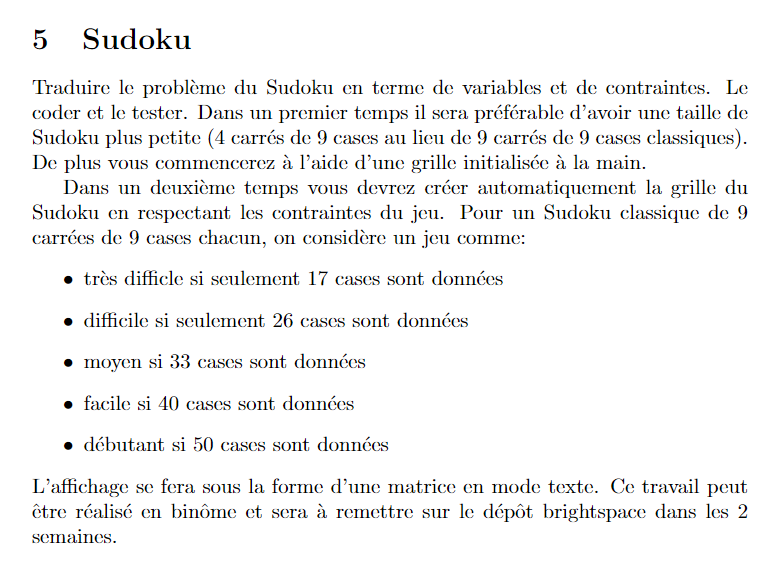 5 Sudoku
Traduire le problème du Sudoku en terme de variables et de contraintes. Le
coder et le tester. Dans un premier temps il sera préférable d'avoir une taille de
Sudoku plus petite (4 carrés de 9 cases au lieu de 9 carrés de 9 cases classiques).
De plus vous commencerez à l'aide d'une grille initialisée à la main.
Dans un deuxième temps vous devrez créer automatiquement la grille du
Sudoku en respectant les contraintes du jeu. Pour un Sudoku classique de 9
carrées de 9 cases chacun, on considère un jeu comme:
• très difficle si seulement 17 cases sont données
• difficile si seulement 26 cases sont données
• moyen si 33 cases sont données
• facile si 40 cases sont données
• débutant si 50 cases sont données
L'affichage se fera sous la forme d'une matrice en mode texte. Ce travail peut
être réalisé en binôme et sera à remettre sur le dépôt brightspace dans les 2
semaines.